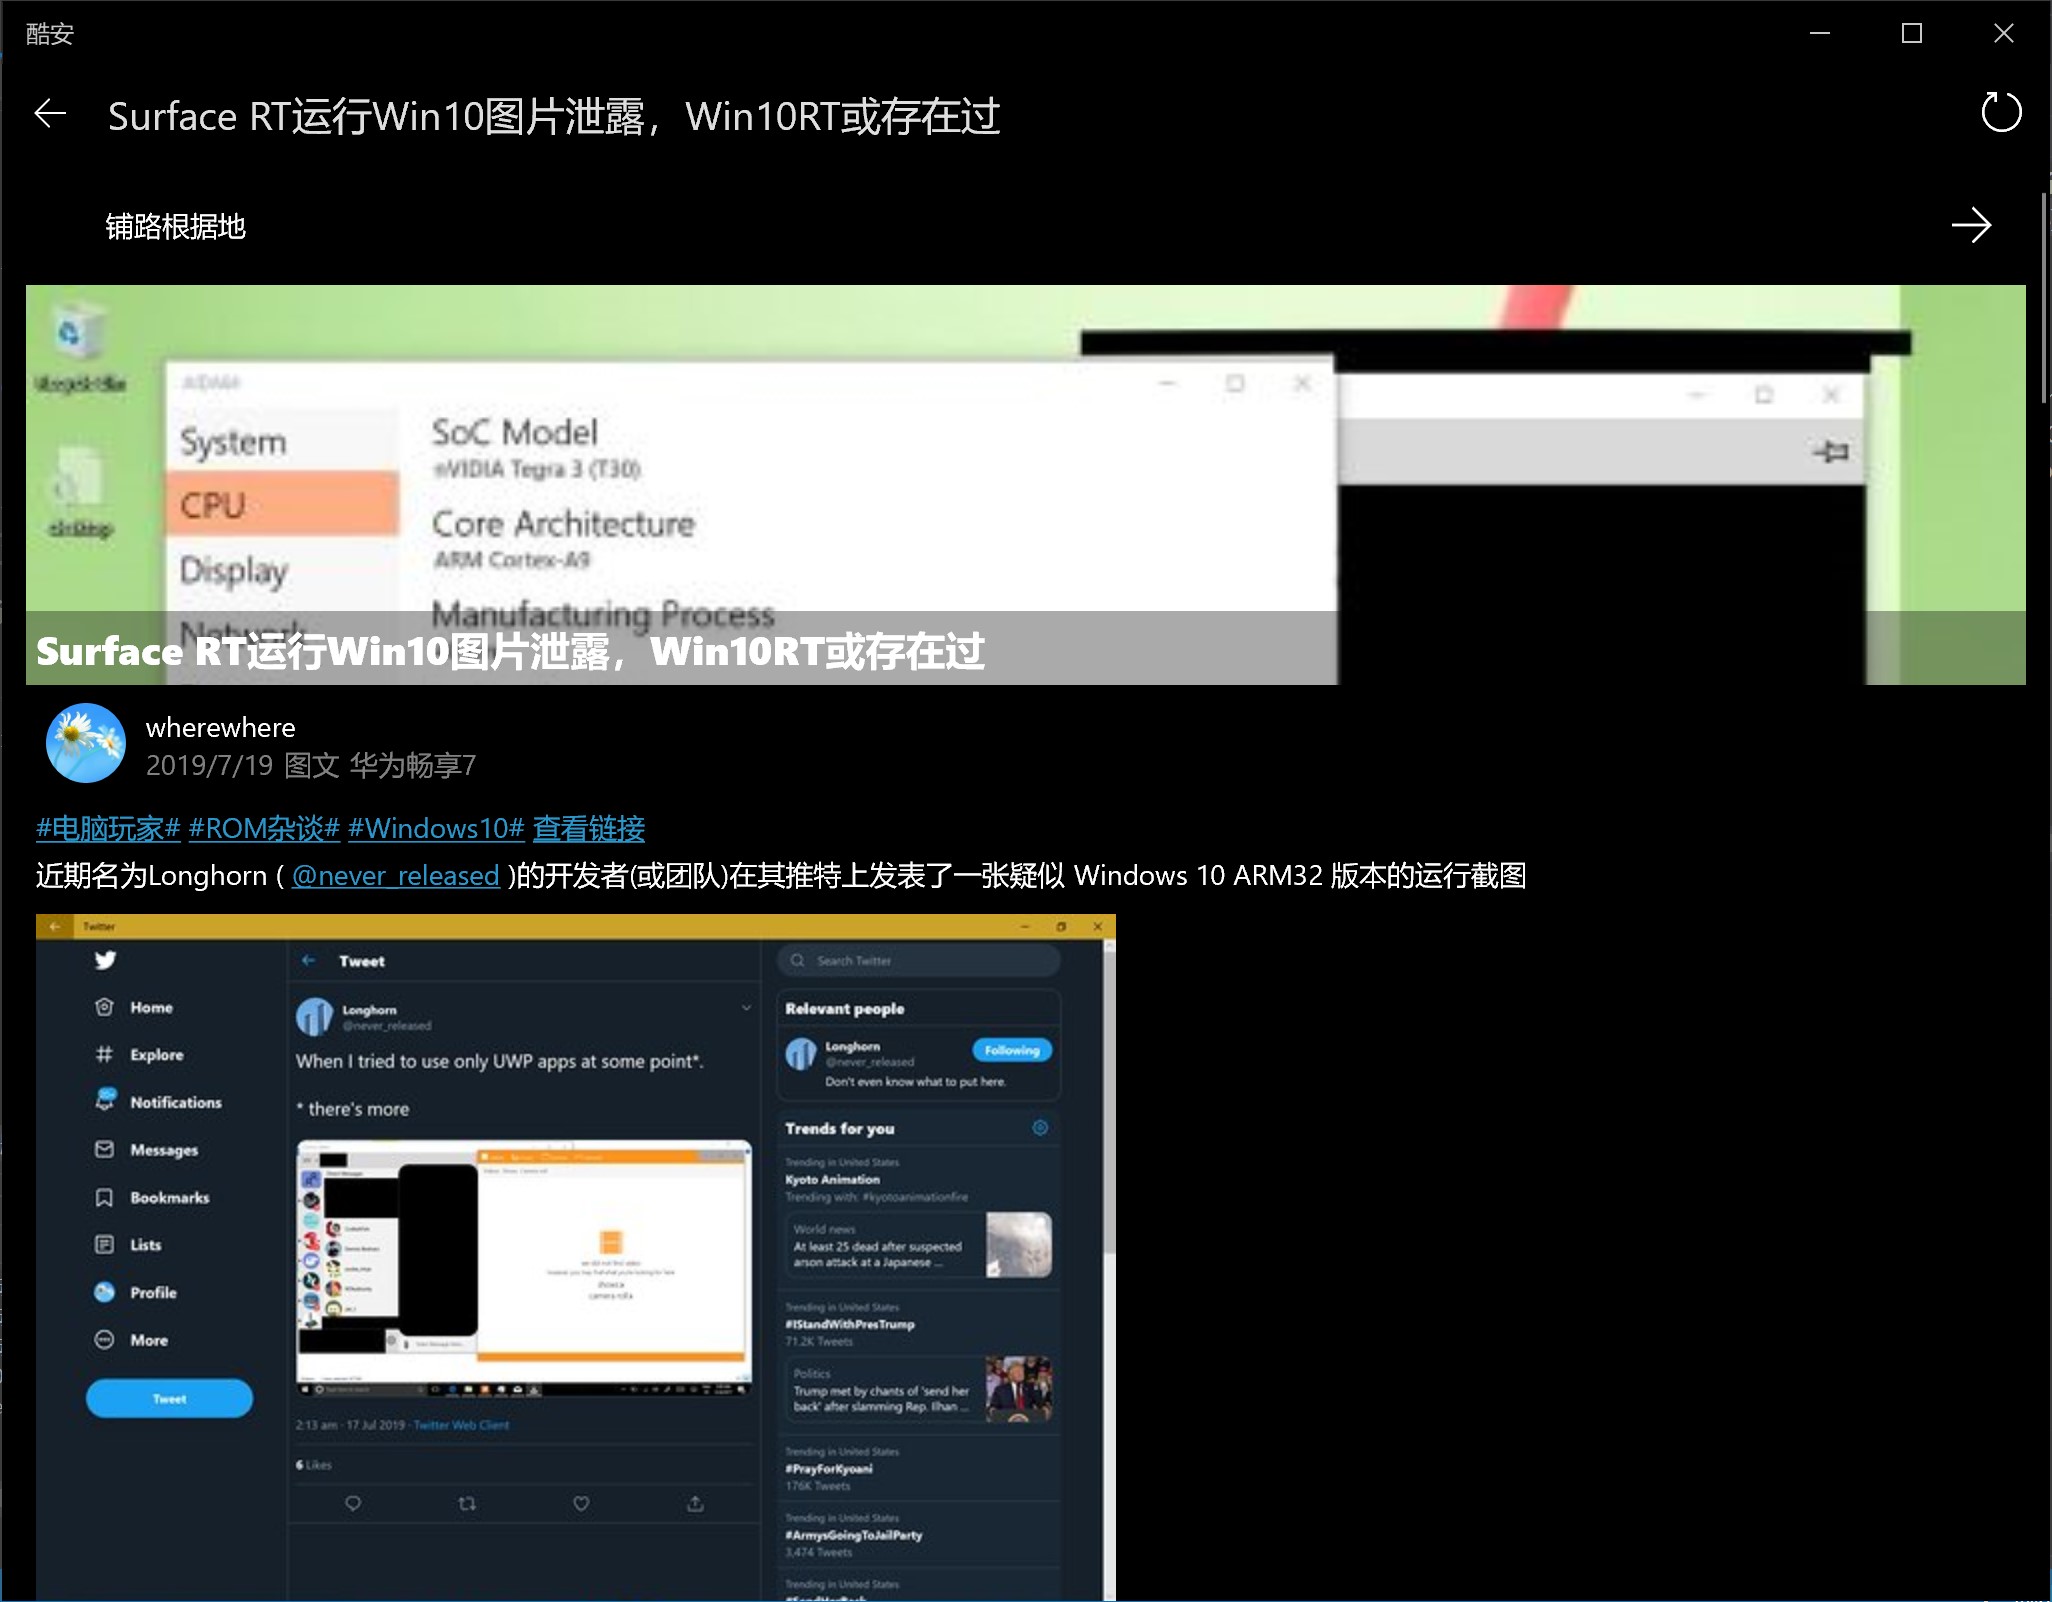 酷安
Surface RT运行Win10图片泄露，Win10RT或存在过
铺路根据地
AIDA64
System
CPU
Display
Network
SoC Model
nVIDIA Tegra 3 (T30)
Core Architecture
ARM Cortex-A9
Manufacturing Process
Surface RT运行Win10图片泄露，Win10RT或存在过
wherewhere
2019/7/19 图文 华为畅享7
#电脑玩家# #ROM杂谈# #Windows10# 查看链接
近期名为Longhorn ( @never_released )的开发者(或团队)在其推特上发表了一张疑似 Windows 10 ARM32 版本的运行截图
Twitter
Home
Explore
Notifications
Messages
Bookmarks
Lists
Profile
More
Tweet
Tweet
Longhorn
@never_released
When I tried to use only UWP apps at some point*.
* there's more
2:13 am · 17 Jul 2019 · Twitter Web Client
6 Likes
Search Twitter
Relevant people
Longhorn
@never_released
Following
Don't even know what to put here.
Trends for you
Trending in United States
Kyoto Animation
Trending with: #kyotoanimationfire
World news
At least 25 dead after suspected
arson attack at a Japanese ...
Trending in United States
#IStandWithPresTrump
71.2K Tweets
Politics
Trump met by chants of 'send her
back' after slamming Rep. Ilhan ...
Trending in United States
#PrayForKyoani
176K Tweets
Trending in United States
#ArmysGoingToJailParty
3,474 Tweets
Trending in United States
#SendHerBack